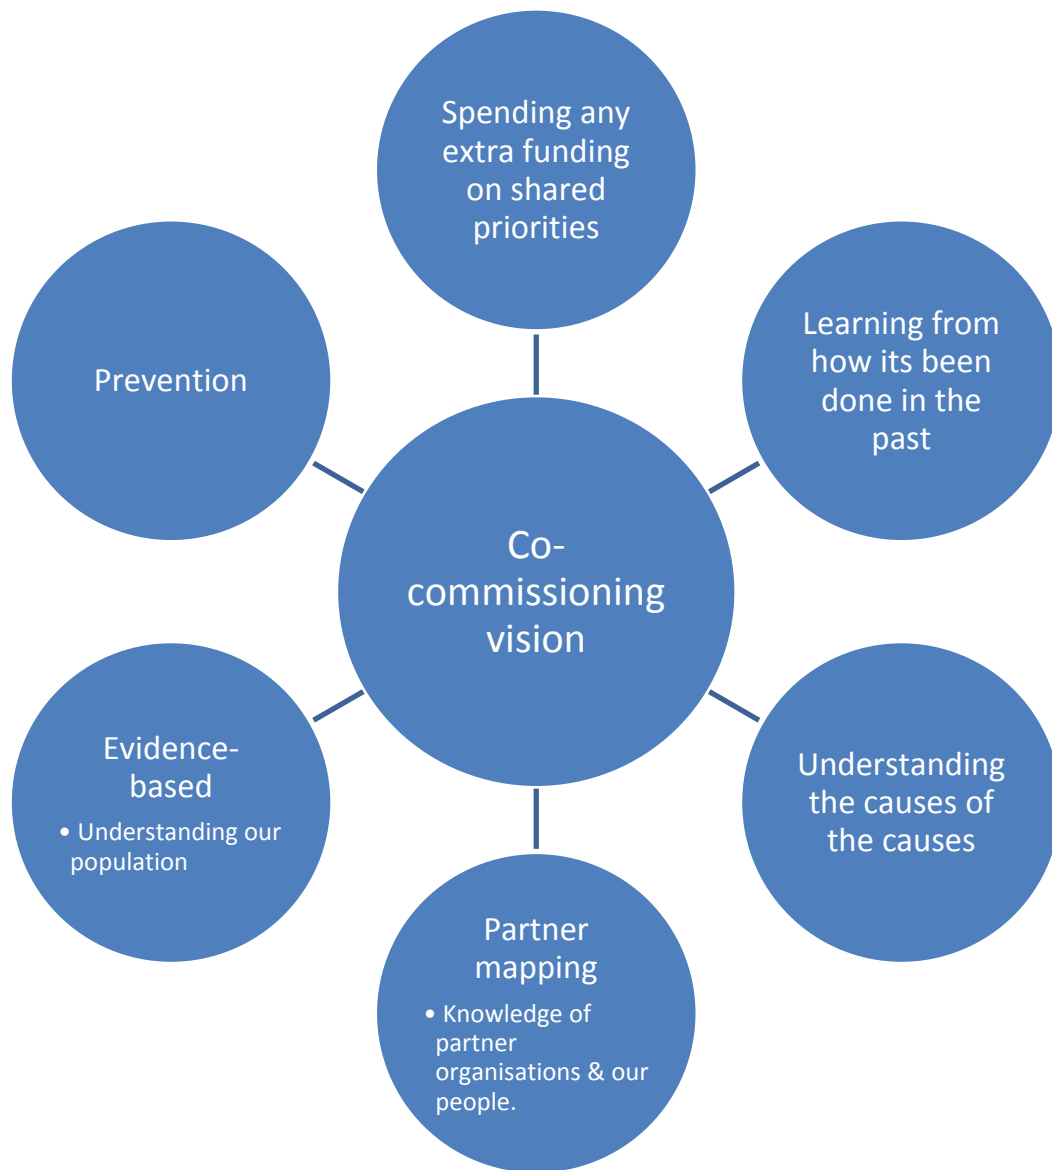 Spending any
extra funding
on shared
priorities
Learning from
how its been
done in the
past
Prevention
Co-
commissioning
vision
Understanding
the causes of
the causes
Evidence-
based
• Understanding our
population
Partner
mapping
• Knowledge of
partner
organisations & our
people.